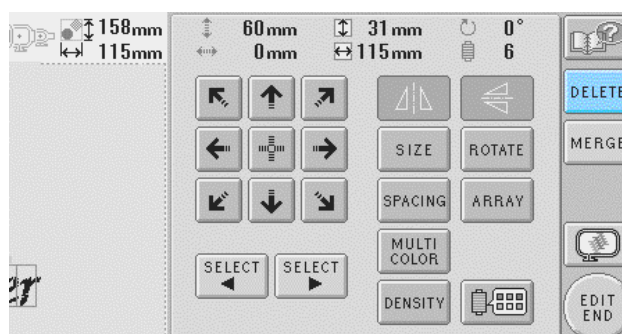 158mm 60mm 31mm 0°
115mm 0mm 115mm 6
DELETE
SIZE ROTATE MERGE
SPACING ARRAY
MULTI
COLOR
SELECT SELECT
DENSITY
EDIT
END
er